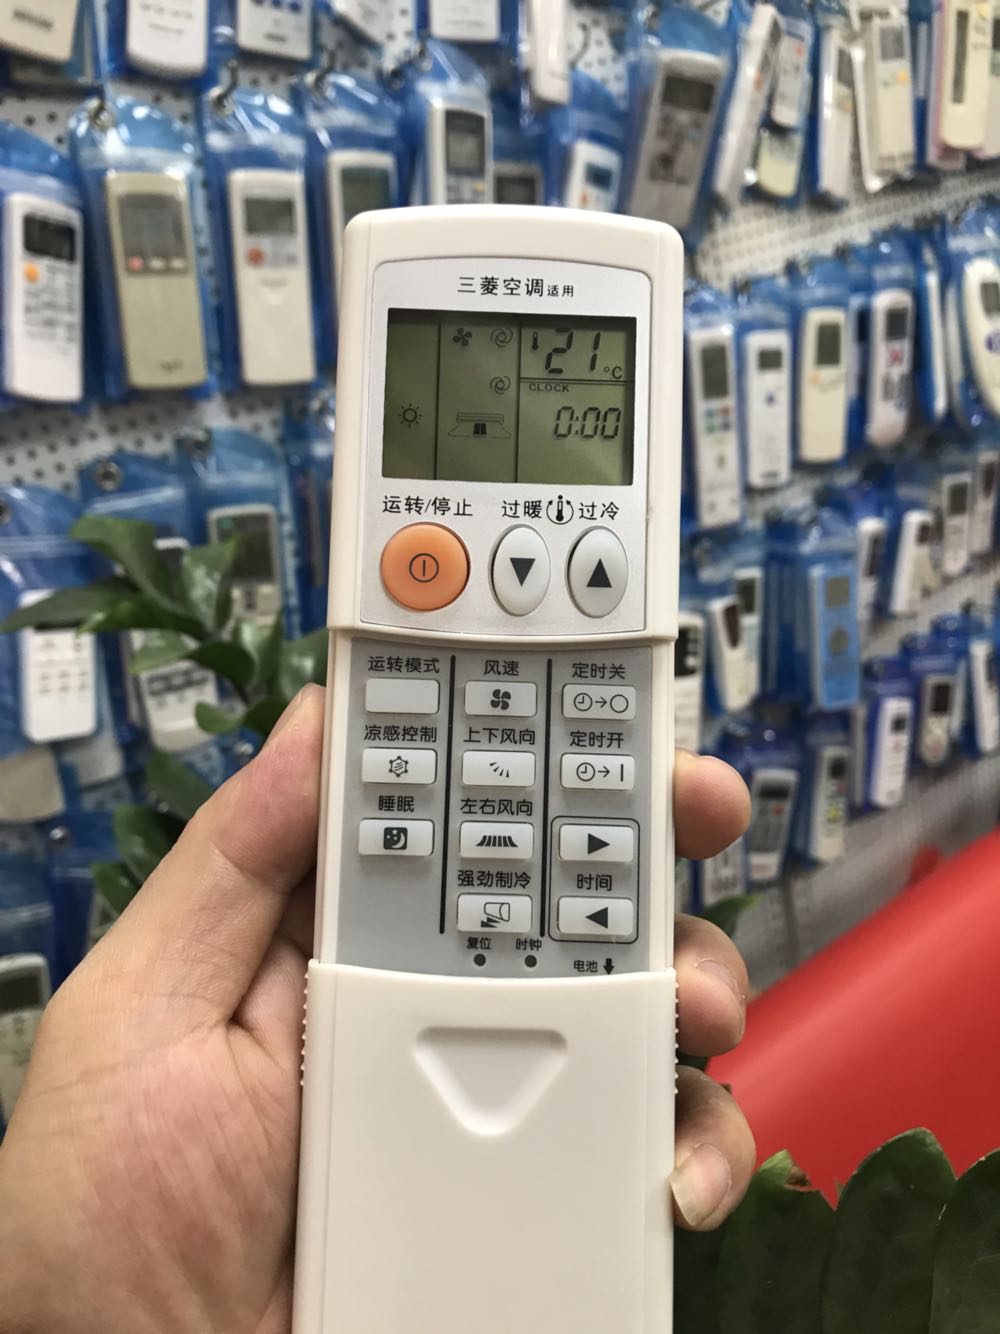 三菱空调适用
21°C
CLOCK
0:00
运转/停止 过暖 过冷
运转模式 风速 定时关
凉感控制 上下风向 定时开
睡眠 左右风向
强劲制冷 时间
复位 时钟
电池